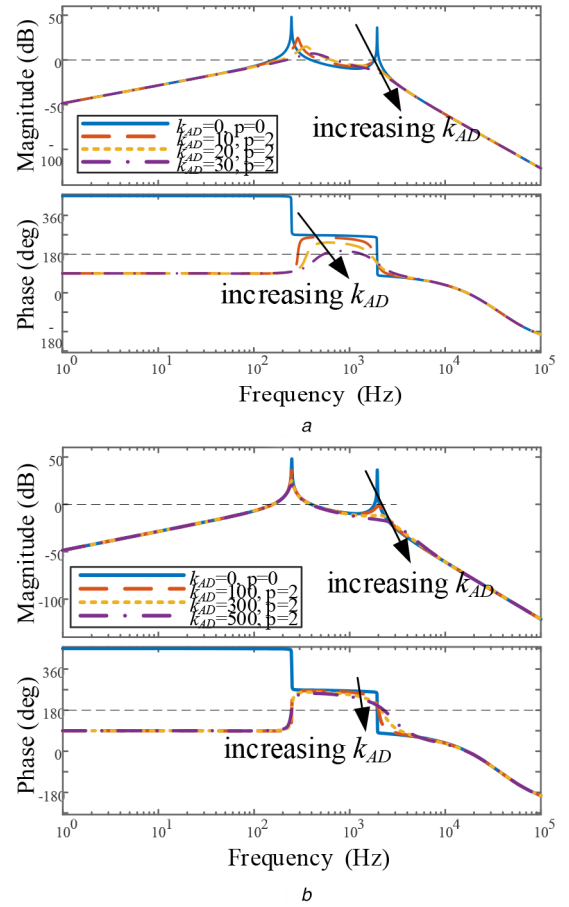 50
0
-50
100
Magnitude (dB)
k_AD=0, p=0
k_AD=10, p=2
k_AD=20, p=2
k_AD=30, p=2
increasing k_AD
360
180
0
-
180
Phase (deg)
increasing k_AD
10^0
10^1
10^2
10^3
10^4
10^5
Frequency (Hz)
a
50
0
-50
-100
Magnitude (dB)
k_AD=0, p=0
k_AD=100, p=2
k_AD=300, p=2
k_AD=500, p=2
increasing k_AD
360
180
0
-180
Phase (deg)
increasing k_AD
10^0
10^1
10^2
10^3
10^4
10^5
Frequency (Hz)
b